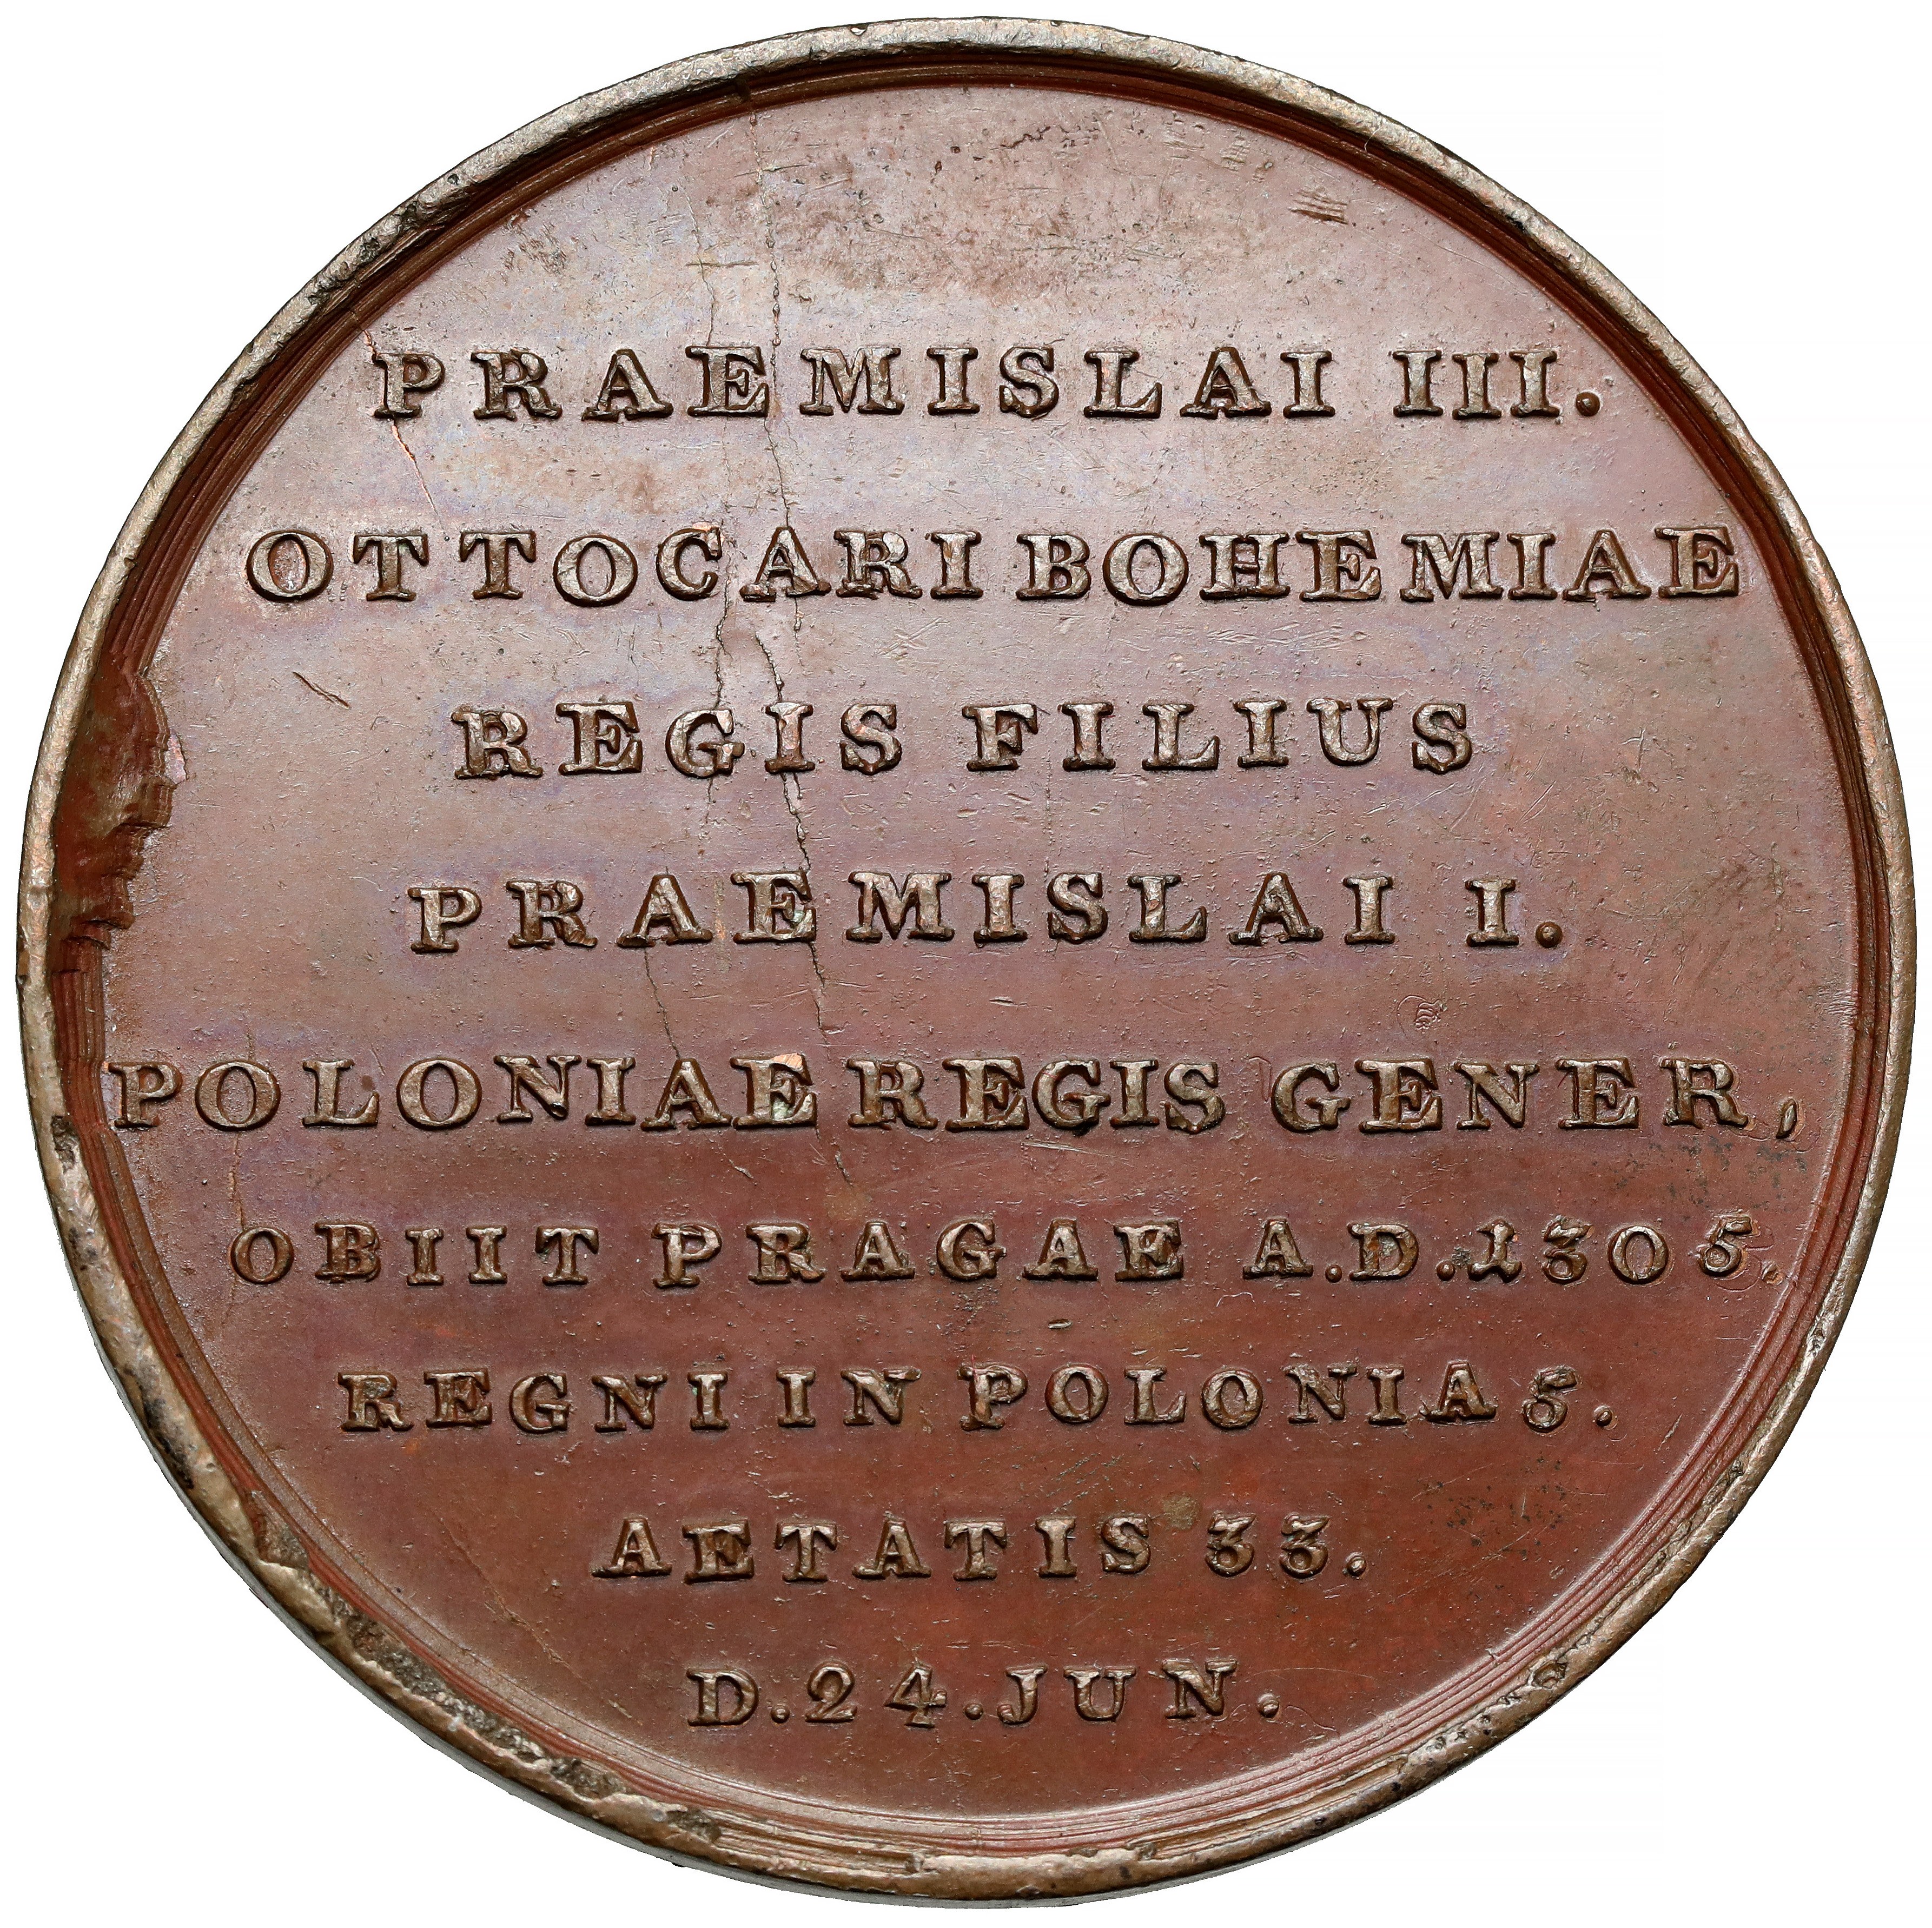 PRAEMISLAI III.
OTTOCARI BOHEMIAE
REGIS FILIUS
PRAEMISLAI I.
POLONIAE REGIS GENER,
OBIIT PRAGAE A.D.1305.
REGNI IN POLONIA 5.
AETATIS 33.
D.24.JUN.